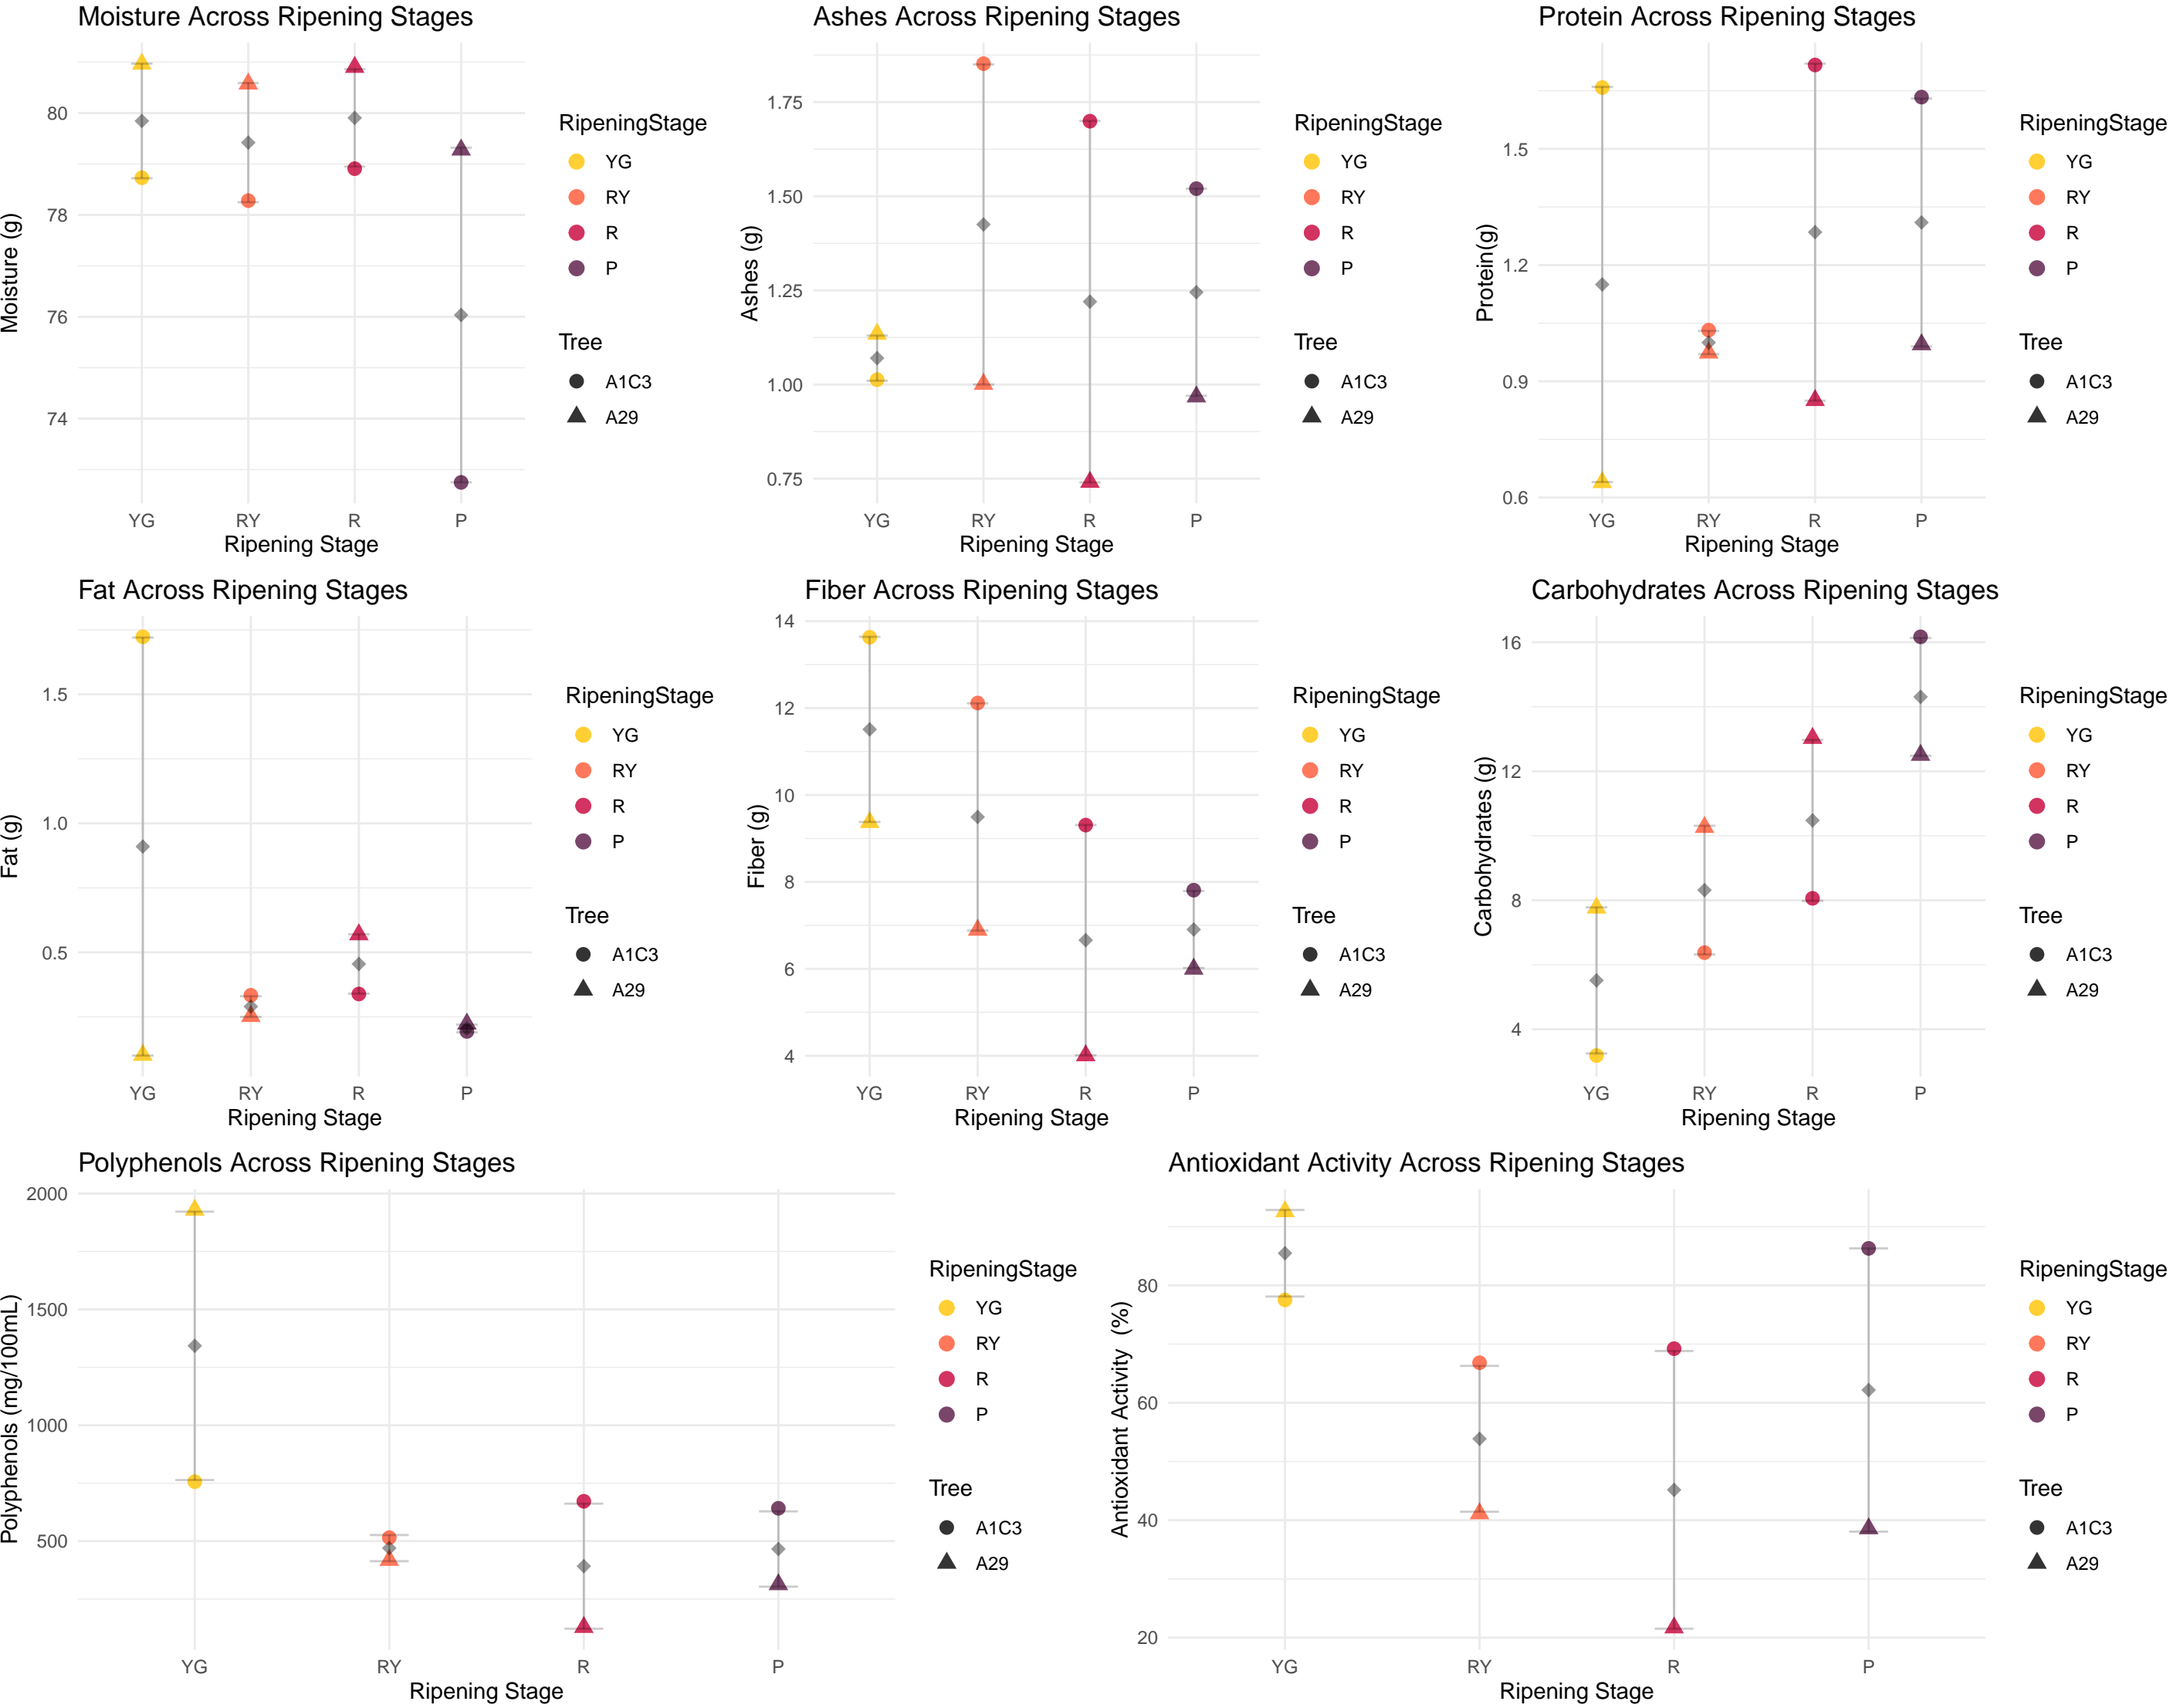 Moisture Across Ripening Stages
Moisture (g)
80
78
76
74
YG RY R P
Ripening Stage
RipeningStage
YG
RY
R
P
Tree
A1C3
A29
Ashes Across Ripening Stages
Ashes (g)
1.75
1.50
1.25
1.00
0.75
YG RY R P
Ripening Stage
RipeningStage
YG
RY
R
P
Tree
A1C3
A29
Protein Across Ripening Stages
Protein(g)
1.5
1.2
0.9
0.6
YG RY R P
Ripening Stage
RipeningStage
YG
RY
R
P
Tree
A1C3
A29
Fat Across Ripening Stages
Fat (g)
1.5
1.0
0.5
YG RY R P
Ripening Stage
RipeningStage
YG
RY
R
P
Tree
A1C3
A29
Fiber Across Ripening Stages
Fiber (g)
14
12
10
8
6
4
YG RY R P
Ripening Stage
RipeningStage
YG
RY
R
P
Tree
A1C3
A29
Carbohydrates Across Ripening Stages
Carbohydrates (g)
16
12
8
4
YG RY R P
Ripening Stage
RipeningStage
YG
RY
R
P
Tree
A1C3
A29
Polyphenols Across Ripening Stages
Polyphenols (mg/100mL)
2000
1500
1000
500
YG RY R P
Ripening Stage
RipeningStage
YG
RY
R
P
Tree
A1C3
A29
Antioxidant Activity Across Ripening Stages
Antioxidant Activity (%)
80
60
40
20
YG RY R P
Ripening Stage
RipeningStage
YG
RY
R
P
Tree
A1C3
A29